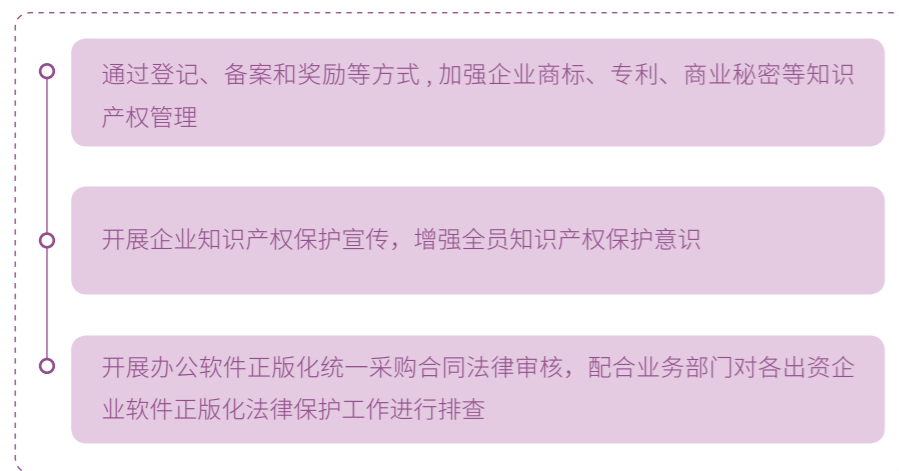 通过登记、备案和奖励等方式 , 加强企业商标、专利、商业秘密等知识
产权管理
开展企业知识产权保护宣传，增强全员知识产权保护意识
开展办公软件正版化统一采购合同法律审核，配合业务部门对各出资企
业软件正版化法律保护工作进行排查